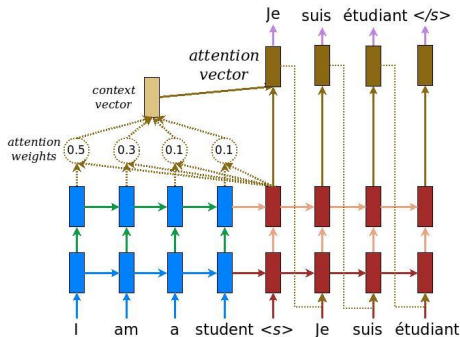 Je suis étudiant </s>
attention
vector
context
vector
attention
weights
0.5 0.3 0.1 0.1
I am a student <s> Je suis étudiant